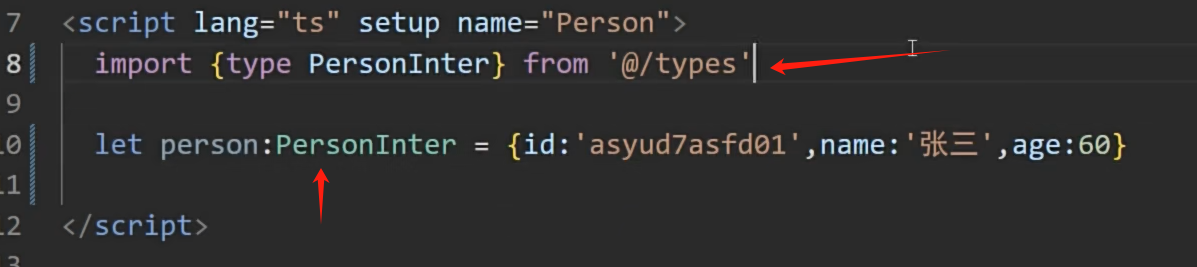 7 <script lang="ts" setup name="Person">
8 import {type PersonInter} from '@/types'
9
10 let person:PersonInter = {id:'asyud7asfd01',name:'张三',age:60}
11
12 </script>
13